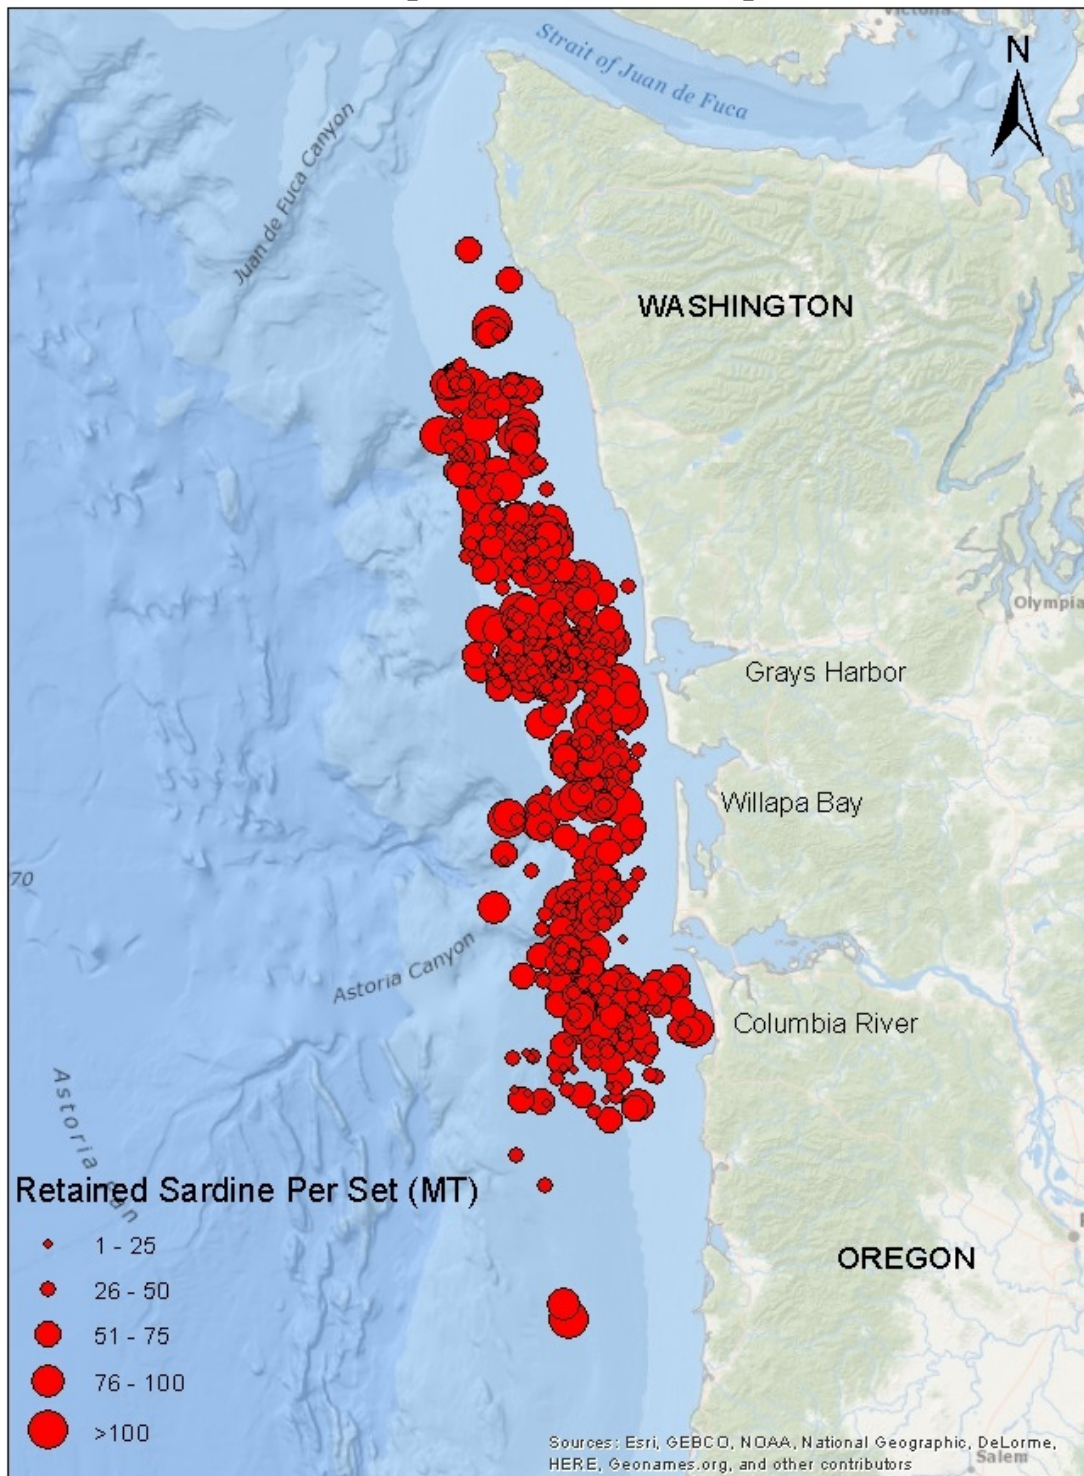 Victoria
Strait of Juan de Fuca
N
Juan de Fuca Canyon
WASHINGTON
Olympia
Grays Harbor
Willapa Bay
70
Astoria Canyon
Columbia River
Astoria Fan
Retained Sardine Per Set (MT)
1 - 25
26 - 50
51 - 75
76 - 100
>100
OREGON
Sources: Esri, GEBCO, NOAA, National Geographic, DeLorme,
HERE, Geonames.org, and other contributors
Salem